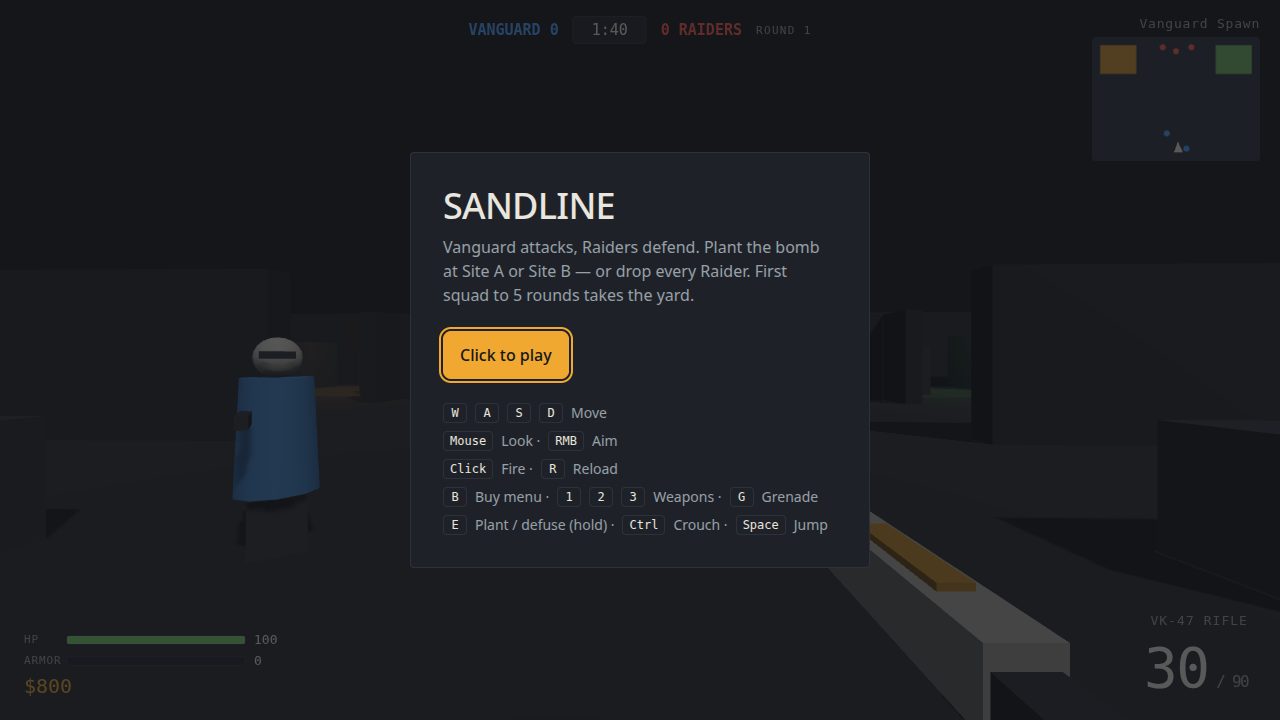 VANGUARD 0 1:40 0 RAIDERS ROUND 1
Vanguard Spawn
SANDLINE
Vanguard attacks, Raiders defend. Plant the bomb
at Site A or Site B — or drop every Raider. First
squad to 5 rounds takes the yard.
Click to play
W A S D Move
Mouse Look · RMB Aim
Click Fire · R Reload
B Buy menu · 1 2 3 Weapons · G Grenade
E Plant / defuse (hold) · Ctrl Crouch · Space Jump
HP 100
ARMOR 0
$800
VK-47 RIFLE
30 / 90